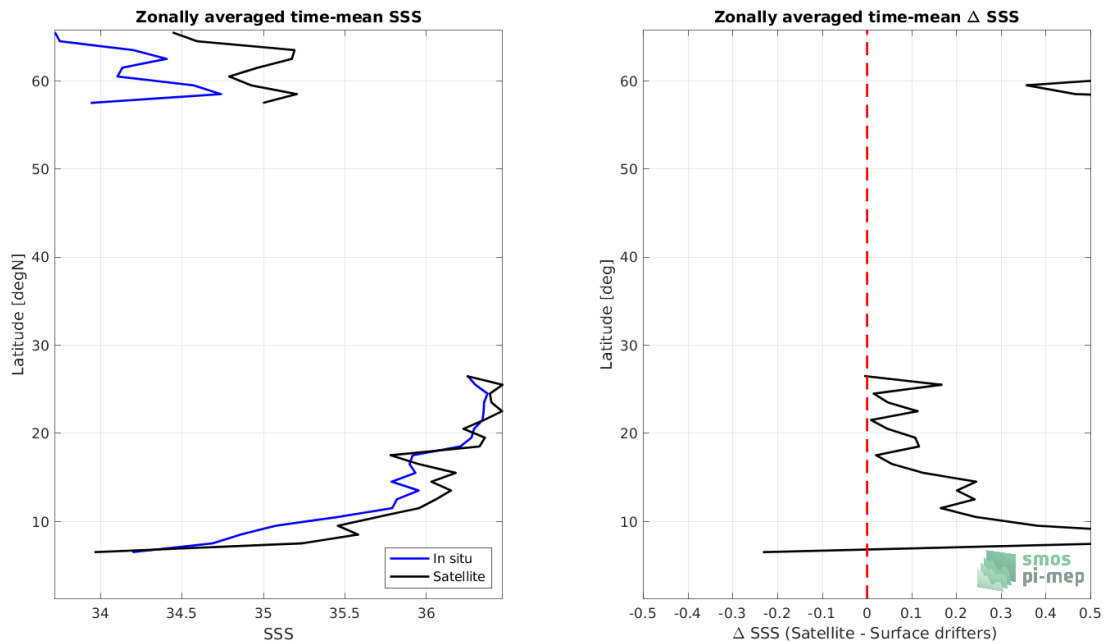 Zonally averaged time-mean SSS
60
50
40
30
20
10
Latitude [degN]
34
34.5
35
35.5
36
SSS
In situ
Satellite
Zonally averaged time-mean Δ SSS
60
50
40
30
20
10
Latitude [deg]
-0.5
-0.4
-0.3
-0.2
-0.1
0
0.1
0.2
0.3
0.4
0.5
Δ SSS (Satellite - Surface drifters)
smos
pi-mep